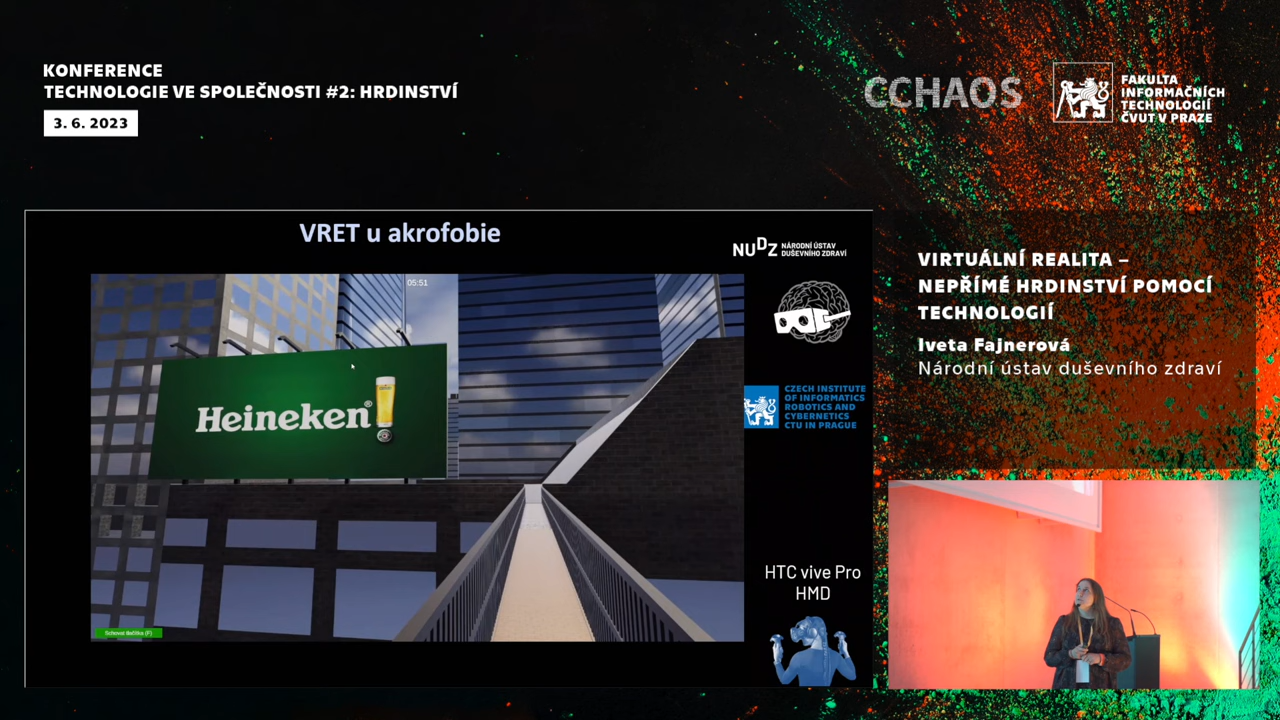 KONFERENCE
TECHNOLOGIE VE SPOLEČNOSTI #2: HRDINSTVÍ
3. 6. 2023
CCHAOS
FAKULTA
INFORMAČNÍCH
TECHNOLOGIÍ
ČVUT V PRAZE
VRET u akrofobie
NUDZ NÁRODNÍ ÚSTAV
DUŠEVNÍHO ZDRAVÍ
05:51
Heineken®
CZECH INSTITUTE
OF INFORMATICS
ROBOTICS AND
CYBERNETICS
CTU IN PRAGUE
HTC vive Pro
HMD
Schovat tlačítka (F)
VIRTUÁLNÍ REALITA –
NEPŘÍMÉ HRDINSTVÍ POMOCÍ
TECHNOLOGIÍ
Iveta Fajnerová
Národní ústav duševního zdraví